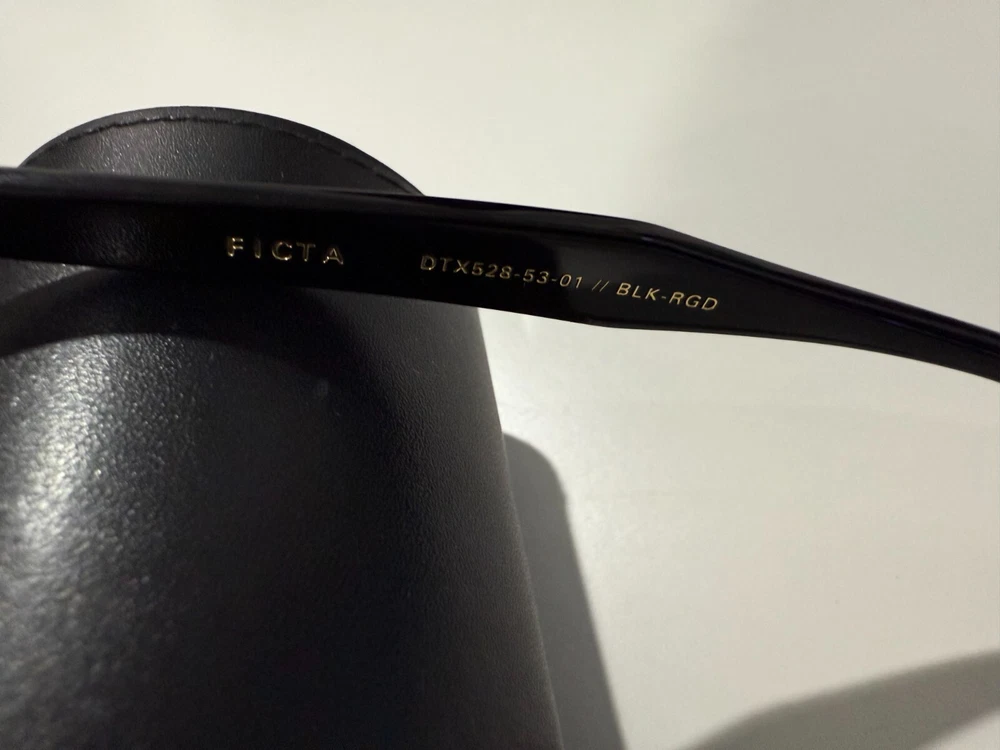 FICTA DTX528-53-01 // BLK-RGD